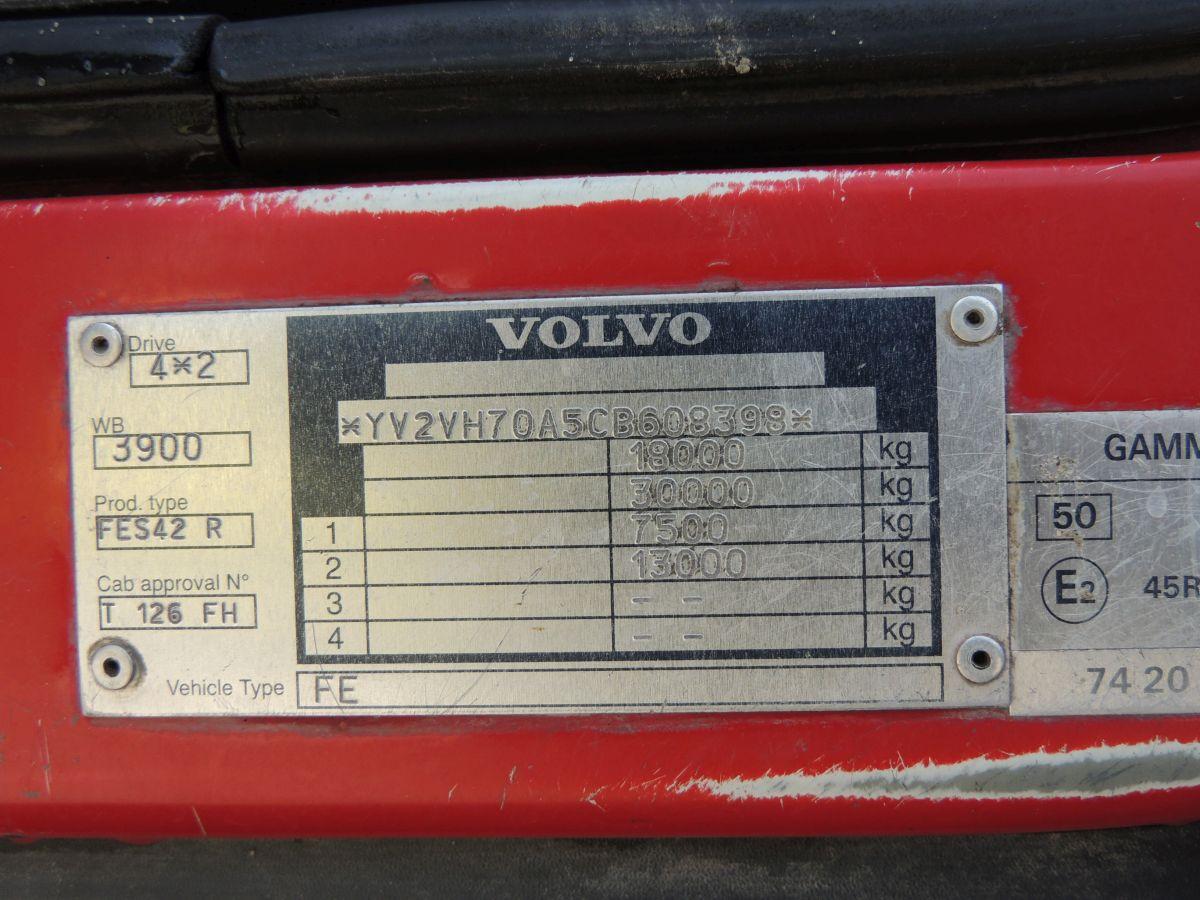 VOLVO
Drive
4*2
*YV2VH70A5CB608398*
WB
3900
18000 kg
30000 kg
Prod. type
FES42 R
1 7500 kg
2 13000 kg
Cab approval N°
T 126 FH
3 - - kg
4 - - kg
Vehicle Type FE
GAMM
50
E2 45R
74 20